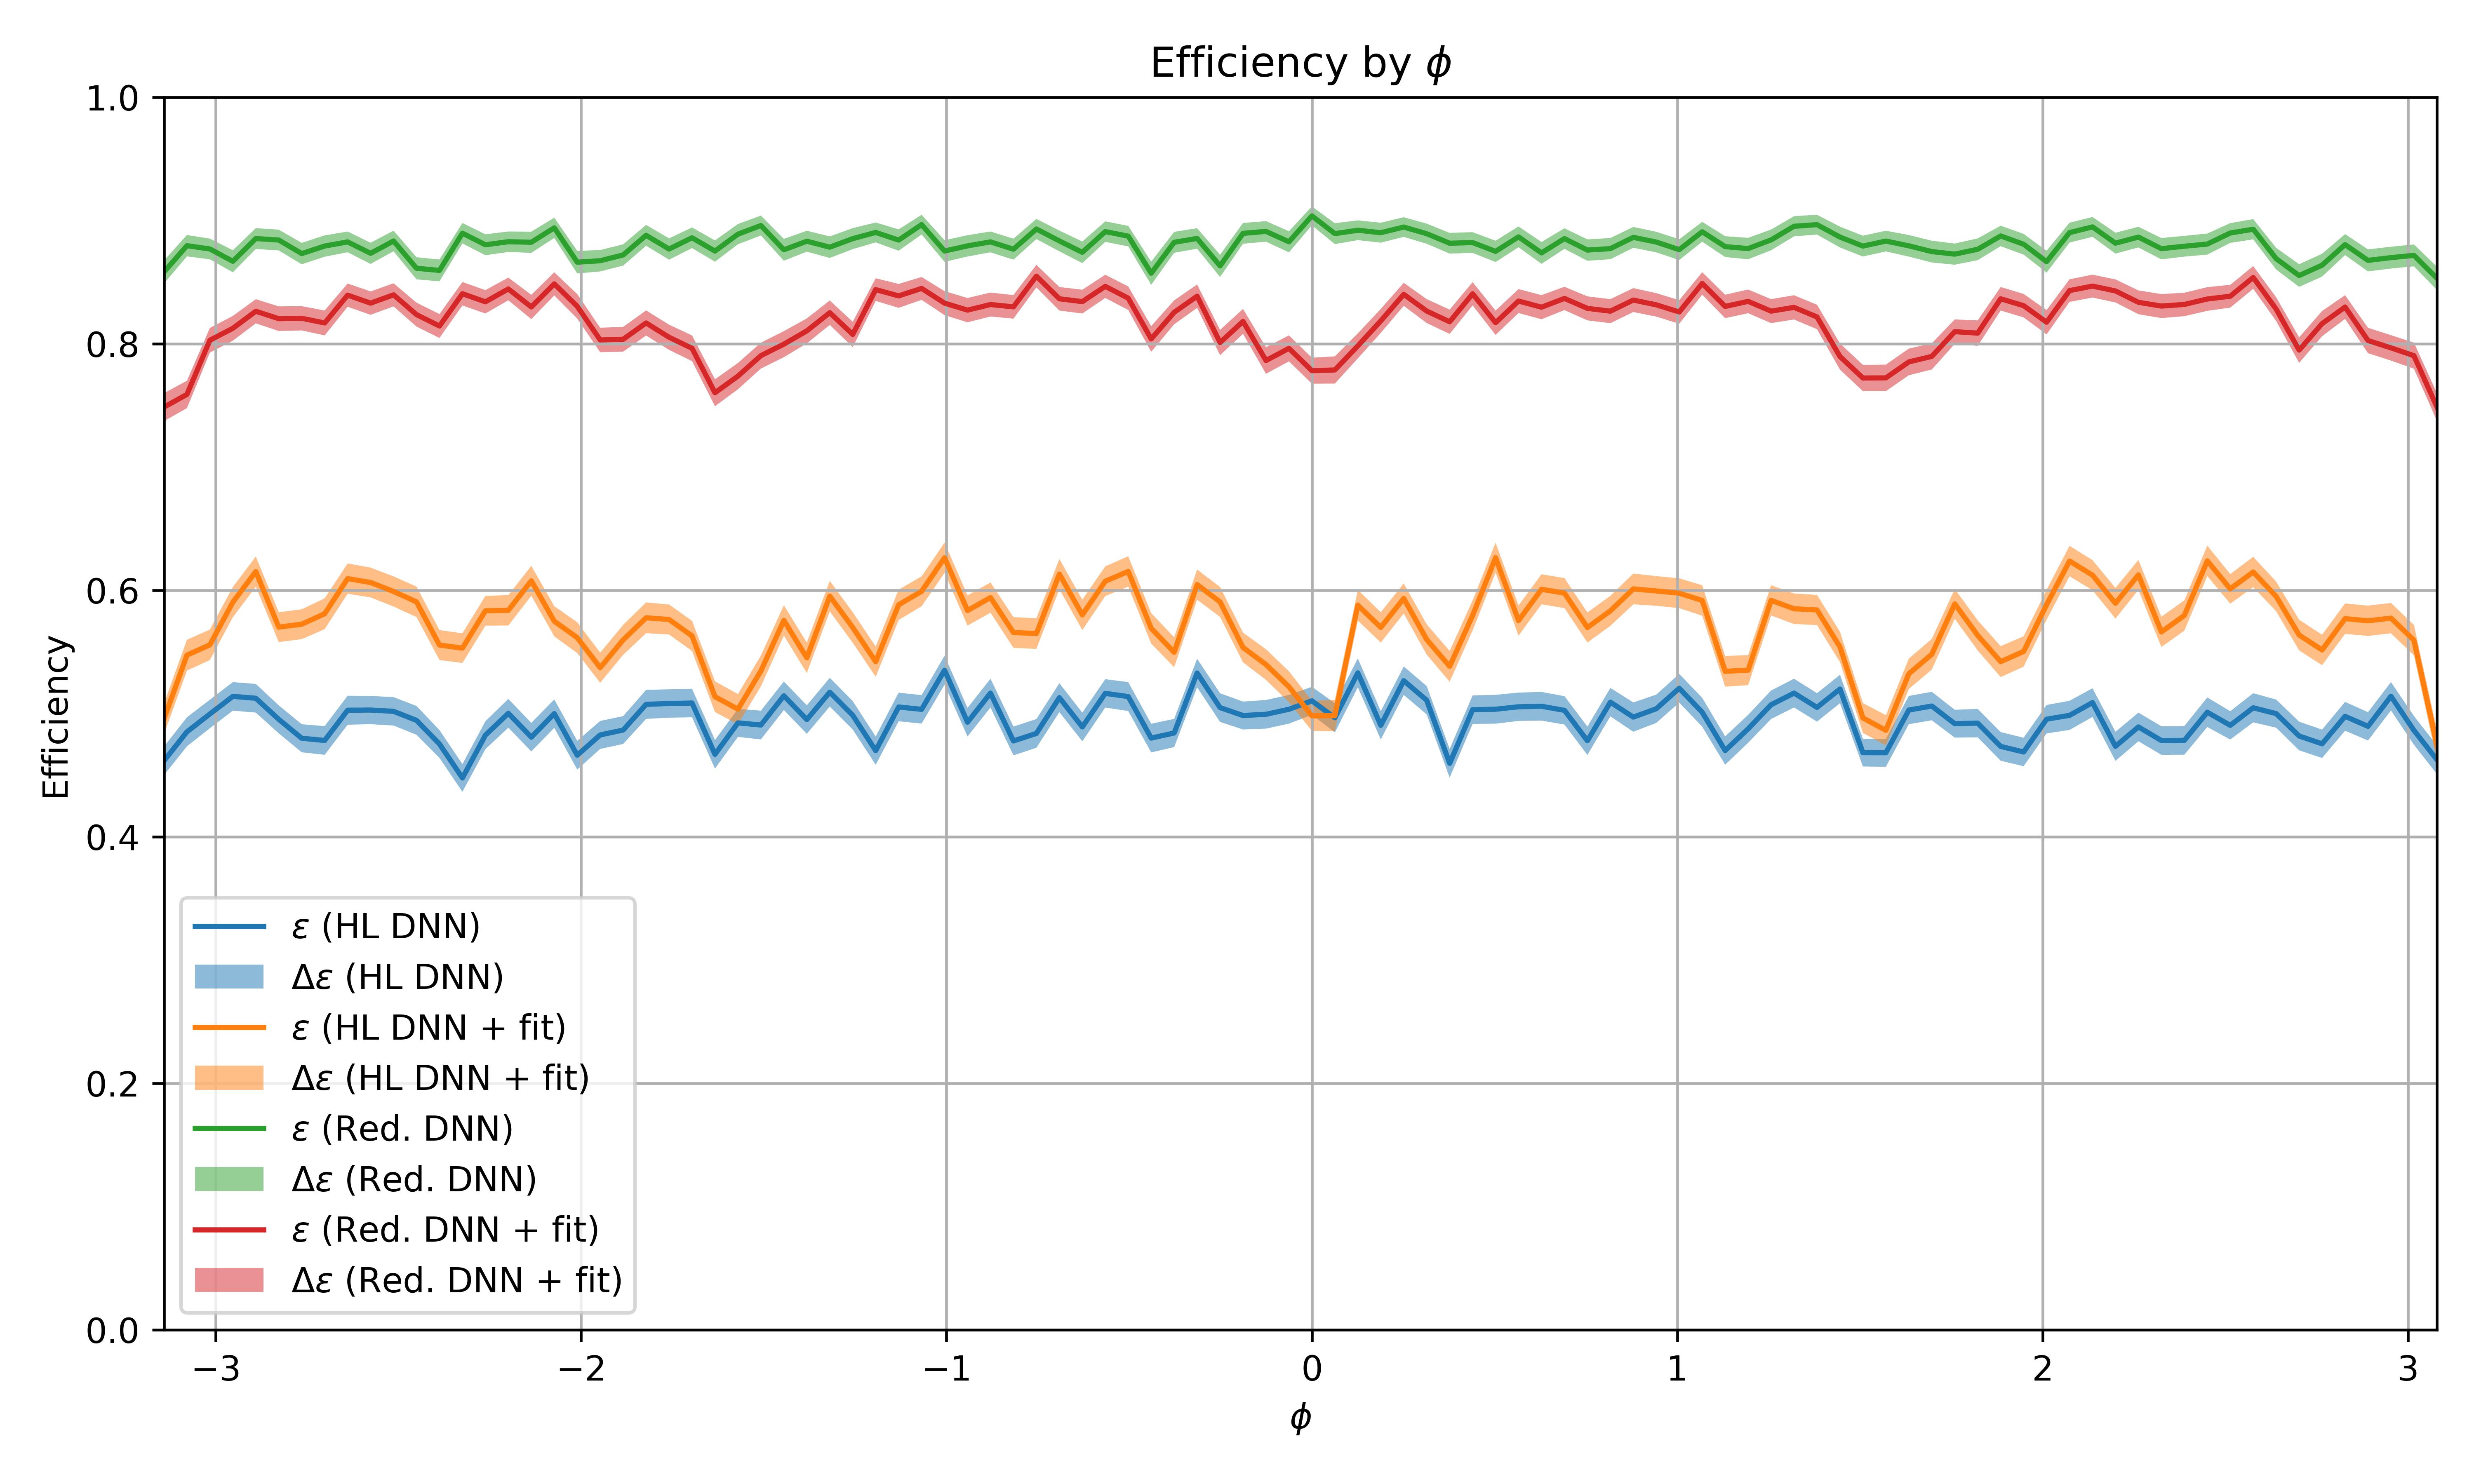 Efficiency by ϕ
Efficiency
1.0
0.8
0.6
0.4
0.2
0.0
ε (HL DNN)
Δε (HL DNN)
ε (HL DNN + fit)
Δε (HL DNN + fit)
ε (Red. DNN)
Δε (Red. DNN)
ε (Red. DNN + fit)
Δε (Red. DNN + fit)
−3 −2 −1 0 1 2 3
ϕ